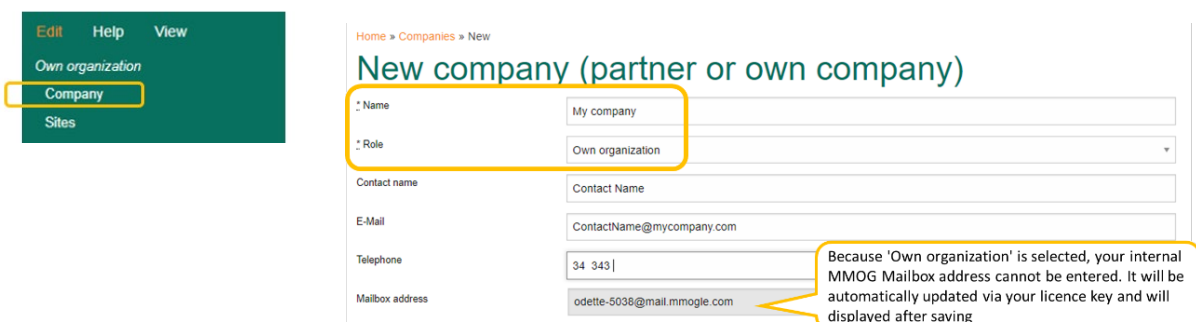 Edit Help View
Own organization
Company
Sites
Home » Companies » New
New company (partner or own company)
* Name
My company
* Role
Own organization
Contact name
Contact Name
E-Mail
ContactName@mycompany.com
Telephone
34 343
Mailbox address
odette-5038@mail.mmogle.com
Because 'Own organization' is selected, your internal
MMOG Mailbox address cannot be entered. It will be
automatically updated via your licence key and will
displayed after saving